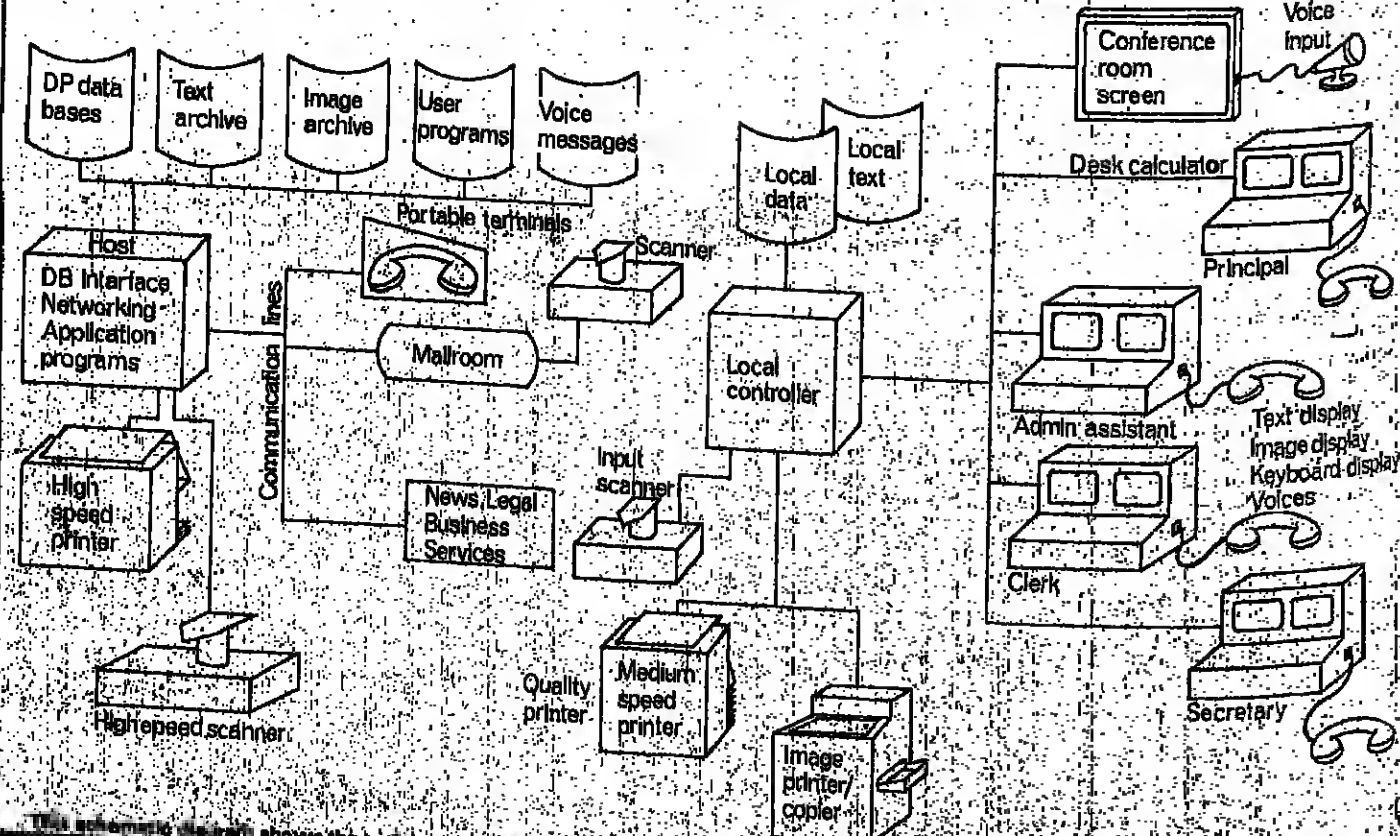 DP data
bases
Text
archive
Image
archive
User
programs
Voice
messages
Host
DB Interface
Networking
Application
programs
High
speed
printer
High speed scanner
Communication lines
Portable terminals
Scanner
Mailroom
News, Legal
Business
Services
Local
data
Local
text
Local
controller
Input
scanner
Quality
printer
Medium
speed
printer
Image
printer/
copier
Conference
room
screen
Voice
Input
Desk calculator
Principal
Admin assistant
Text display
Image display
Keyboard display
Voices
Clerk
Secretary
This schematic diagram shows the